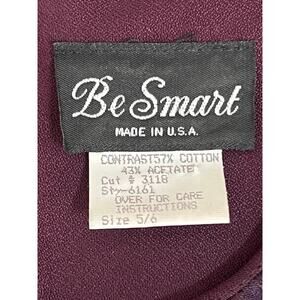 Be Smart
MADE IN U.S.A.
CONTRAST57% COTTON
43% ACETATE
Cut # 3118
Sty-6161
OVER FOR CARE
INSTRUCTIONS
Size 5/6